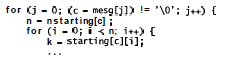 for (j = 0; (c = mesg[j]) != '\0'; j++) {
n = nstarting[c] ;
for (i = 0; i < n; i++) {
k = starting[c][i];
...